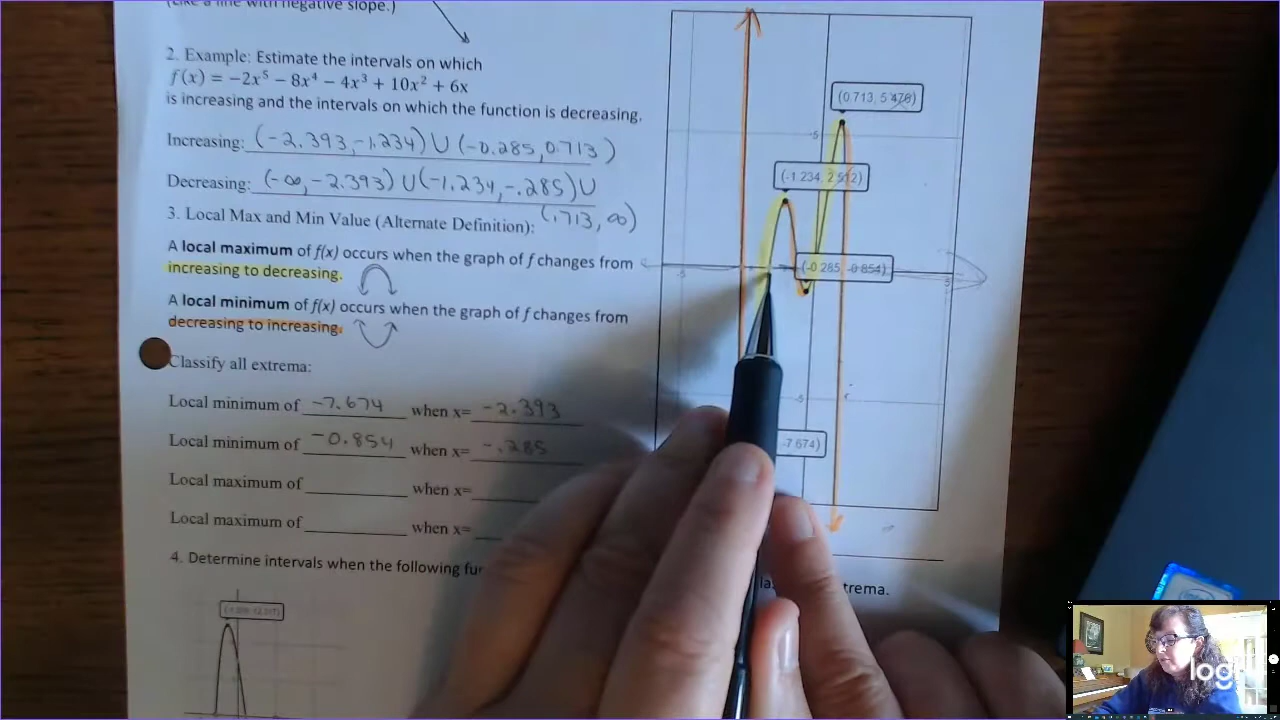 (Like a line with negative slope.)
2. Example: Estimate the intervals on which
f(x) = −2x⁵ − 8x⁴ − 4x³ + 10x² + 6x
is increasing and the intervals on which the function is decreasing.
Increasing: (-2.393,-1.234) U (-0.285,0.713)
Decreasing: (-∞,-2.393) U (-1.234,-.285) U
(.713,∞)
3. Local Max and Min Value (Alternate Definition):
A local maximum of f(x) occurs when the graph of f changes from
increasing to decreasing.
A local minimum of f(x) occurs when the graph of f changes from
decreasing to increasing.
Classify all extrema:
Local minimum of -7.674 when x= -2.393
Local minimum of -0.854 when x= -.285
Local maximum of when x=
Local maximum of when x=
4. Determine intervals when the following
extrema.
(0.713, 5.476)
5
(-1.234, 2.512)
(-0.285, -0.854)
-5
5
-5
-7.674)